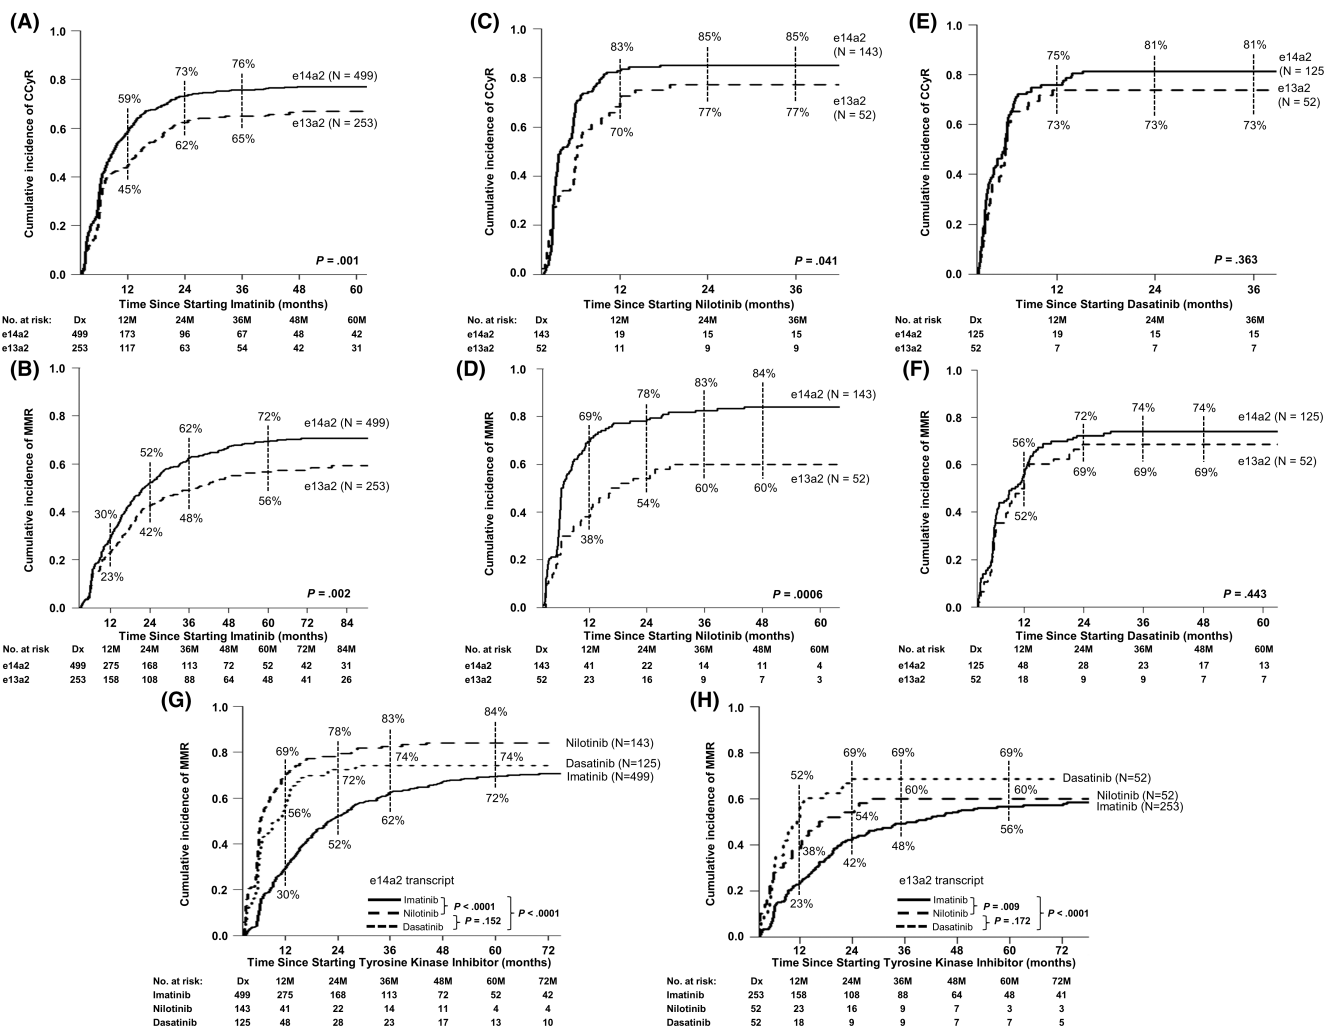 (A)
Cumulative incidence of CCyR
1.0
0.8
0.6
0.4
0.2
0.0
59%
73%
76%
45%
62%
65%
e14a2 (N = 499)
e13a2 (N = 253)
P = .001
12 24 36 48 60
Time Since Starting Imatinib (months)
No. at risk: Dx 12M 24M 36M 48M 60M
e14a2 499 173 96 67 48 42
e13a2 253 117 63 54 42 31
(C)
Cumulative incidence of CCyR
1.0
0.8
0.6
0.4
0.2
0.0
83%
85%
85%
70%
77%
77%
e14a2
(N = 143)
e13a2
(N = 52)
P = .041
12 24 36
Time Since Starting Nilotinib (months)
No. at risk: Dx 12M 24M 36M
e14a2 143 19 15 15
e13a2 52 11 9 9
(E)
Cumulative incidence of CCyR
1.0
0.8
0.6
0.4
0.2
0.0
75%
81%
81%
73%
73%
73%
e14a2
(N = 125
e13a2
(N = 52)
P = .363
12 24 36
Time Since Starting Dasatinib (months)
No. at risk: Dx 12M 24M 36M
e14a2 125 19 15 15
e13a2 52 7 7 7
(B)
Cumulative incidence of MMR
1.0
0.8
0.6
0.4
0.2
0.0
30%
52%
62%
72%
23%
42%
48%
56%
e14a2 (N = 499)
e13a2 (N = 253)
P = .002
12 24 36 48 60 72 84
Time Since Starting Imatinib (months)
No. at risk Dx 12M 24M 36M 48M 60M 72M 84M
e14a2 499 275 168 113 72 52 42 31
e13a2 253 158 108 88 64 48 41 26
(D)
Cumulative incidence of MMR
1.0
0.8
0.6
0.4
0.2
0.0
69%
78%
83%
84%
38%
54%
60%
60%
e14a2 (N = 143)
e13a2 (N = 52)
P = .0006
12 24 36 48 60
Time Since Starting Nilotinib (months)
No. at risk: Dx 12M 24M 36M 48M 60M
e14a2 143 41 22 14 11 4
e13a2 52 23 16 9 7 3
(F)
Cumulative incidence of MMR
1.0
0.8
0.6
0.4
0.2
0.0
56%
72%
74%
74%
52%
69%
69%
69%
e14a2 (N = 125)
e13a2 (N = 52)
P = .443
12 24 36 48 60
Time Since Starting Dasatinib (months)
No. at risk: Dx 12M 24M 36M 48M 60M
e14a2 125 48 28 23 17 13
e13a2 52 18 9 9 7 7
(G)
Cumulative incidence of MMR
1.0
0.8
0.6
0.4
0.2
0.0
69%
78%
83%
84%
56%
72%
74%
74%
30%
52%
62%
72%
Nilotinib (N=143)
Dasatinib (N=125)
Imatinib (N=499)
e14a2 transcript
Imatinib
Nilotinib
Dasatinib
P < .0001
P = .152
P < .0001
12 24 36 48 60 72
Time Since Starting Tyrosine Kinase Inhibitor (months)
No. at risk: Dx 12M 24M 36M 48M 60M 72M
Imatinib 499 275 168 113 72 52 42
Nilotinib 143 41 22 14 11 4 4
Dasatinib 125 48 28 23 17 13 10
(H)
Cumulative incidence of MMR
1.0
0.8
0.6
0.4
0.2
0.0
52%
69%
69%
69%
38%
54%
60%
60%
23%
42%
48%
56%
Dasatinib (N=52)
Nilotinib (N=52)
Imatinib (N=253)
e13a2 transcript
Imatinib
Nilotinib
Dasatinib
P = .009
P = .172
P < .0001
12 24 36 48 60 72
Time Since Starting Tyrosine Kinase Inhibitor (months)
No. at risk: Dx 12M 24M 36M 48M 60M 72M
Imatinib 253 158 108 88 64 48 41
Nilotinib 52 23 16 9 7 3 3
Dasatinib 52 18 9 9 7 7 5